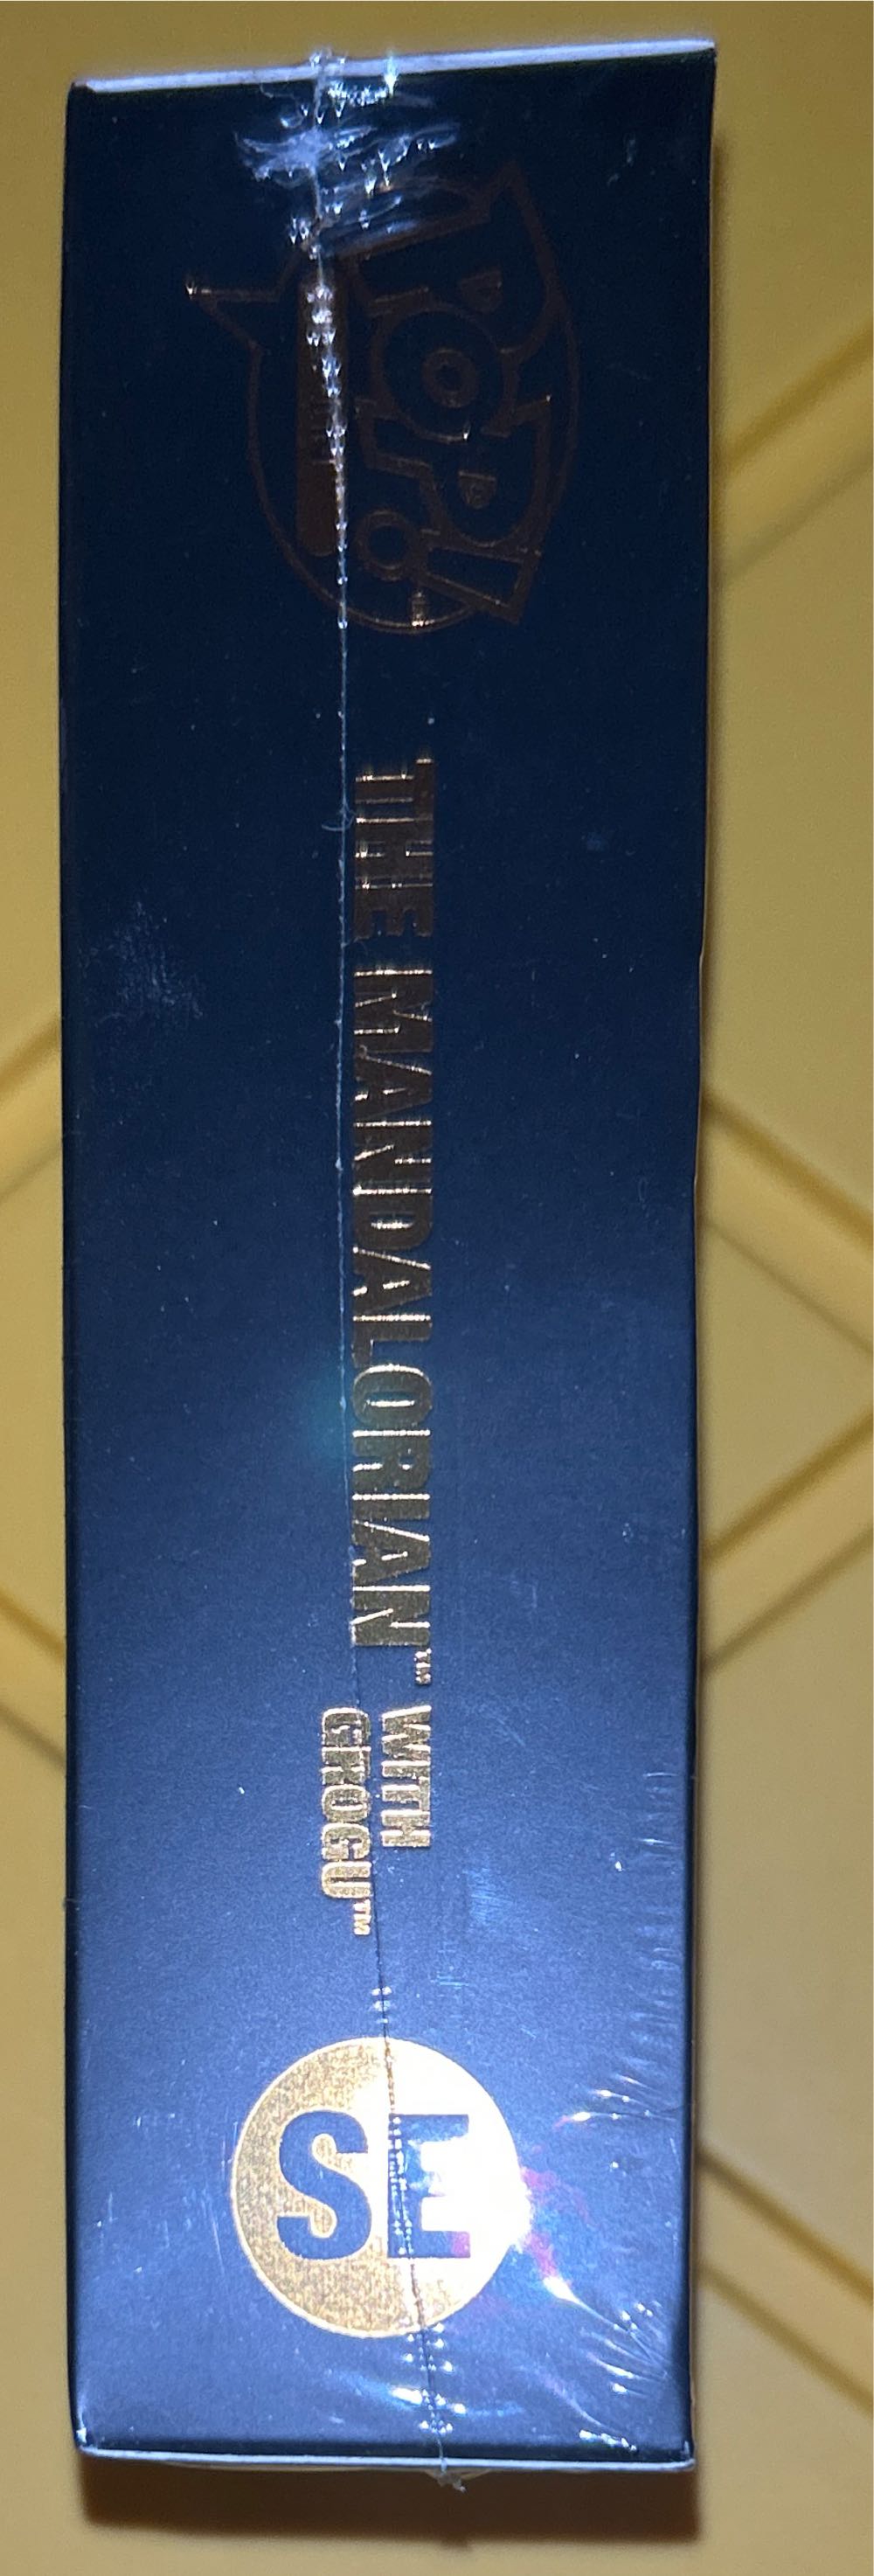 POP!
THE MANDALORIAN™ WITH
GROGU™
SE